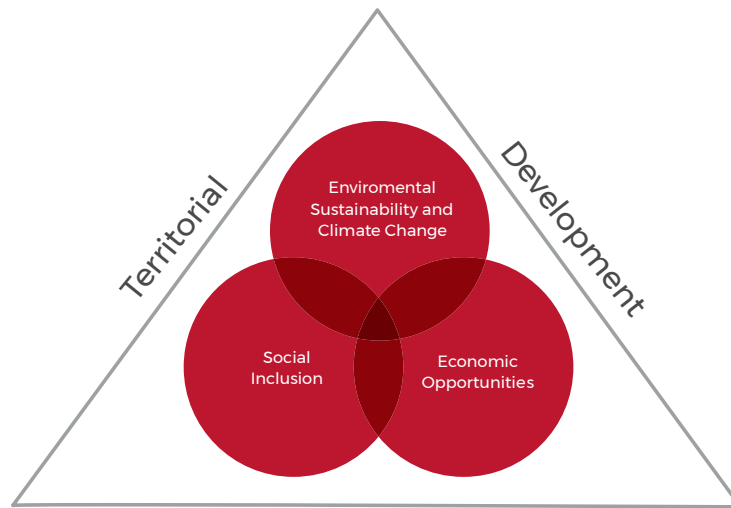 Territorial
Development
Enviromental
Sustainability and
Climate Change
Social
Inclusion
Economic
Opportunities